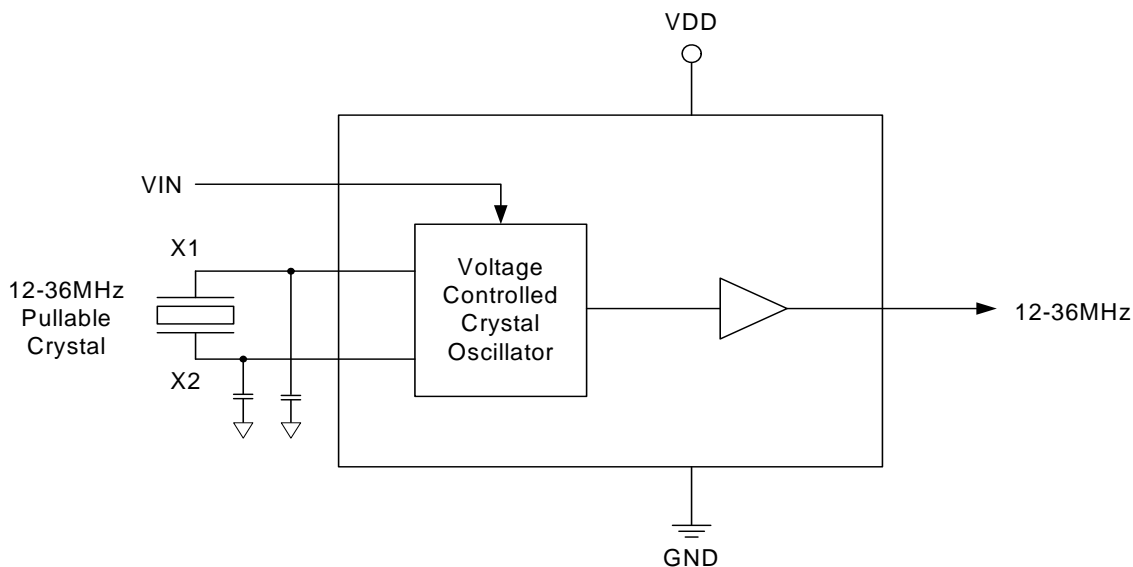 VDD
VIN
X1
12-36MHz
Pullable
Crystal
X2
Voltage
Controlled
Crystal
Oscillator
12-36MHz
GND